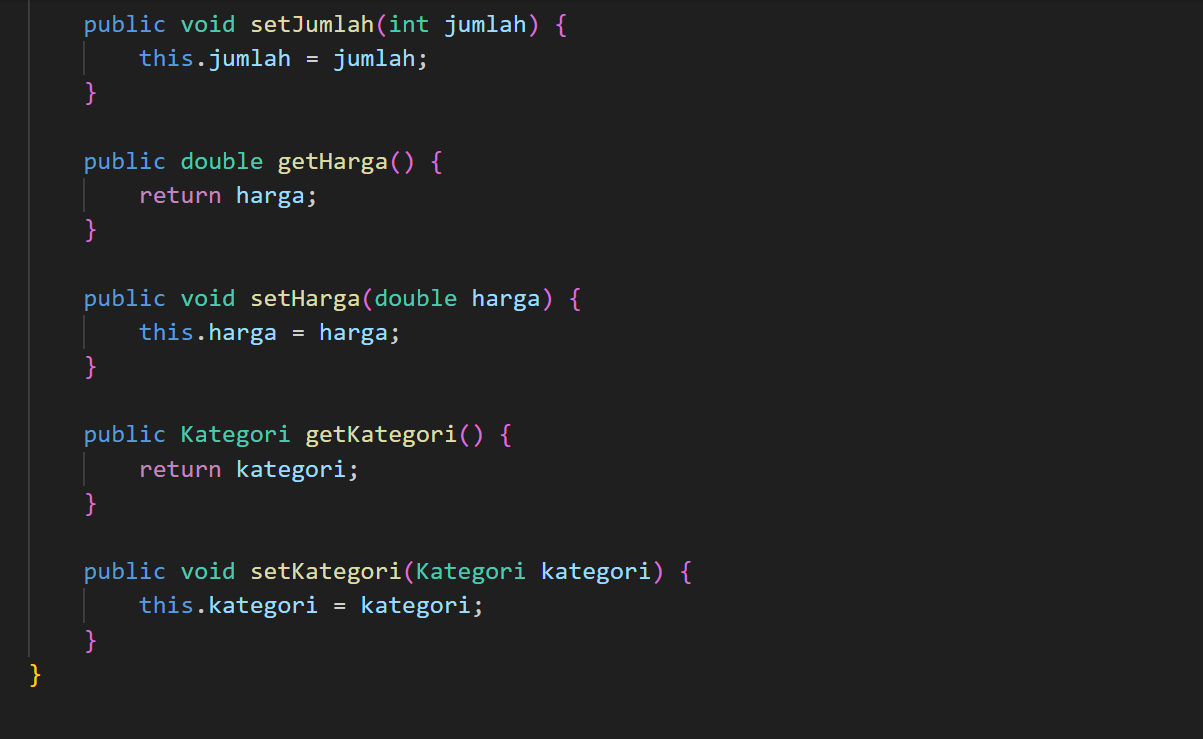 public void setJumlah(int jumlah) {
this.jumlah = jumlah;
}
public double getHarga() {
return harga;
}
public void setHarga(double harga) {
this.harga = harga;
}
public Kategori getKategori() {
return kategori;
}
public void setKategori(Kategori kategori) {
this.kategori = kategori;
}
}